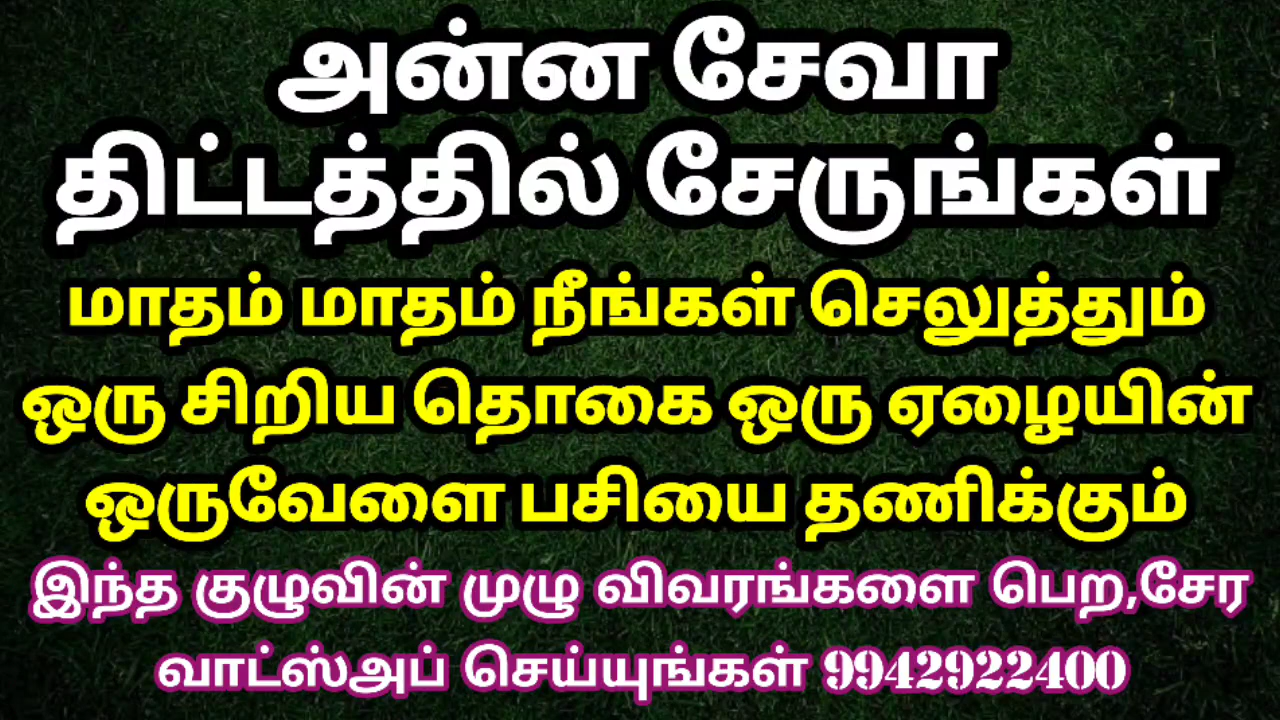 அன்ன சேவா
திட்டத்தில் சேருங்கள்
மாதம் மாதம் நீங்கள் செலுத்தும்
ஒரு சிறிய தொகை ஒரு ஏழையின்
ஒருவேளை பசியை தணிக்கும்
இந்த குழுவின் முழு விவரங்களை பெற,சேர
வாட்ஸ்அப் செய்யுங்கள் 9942922400